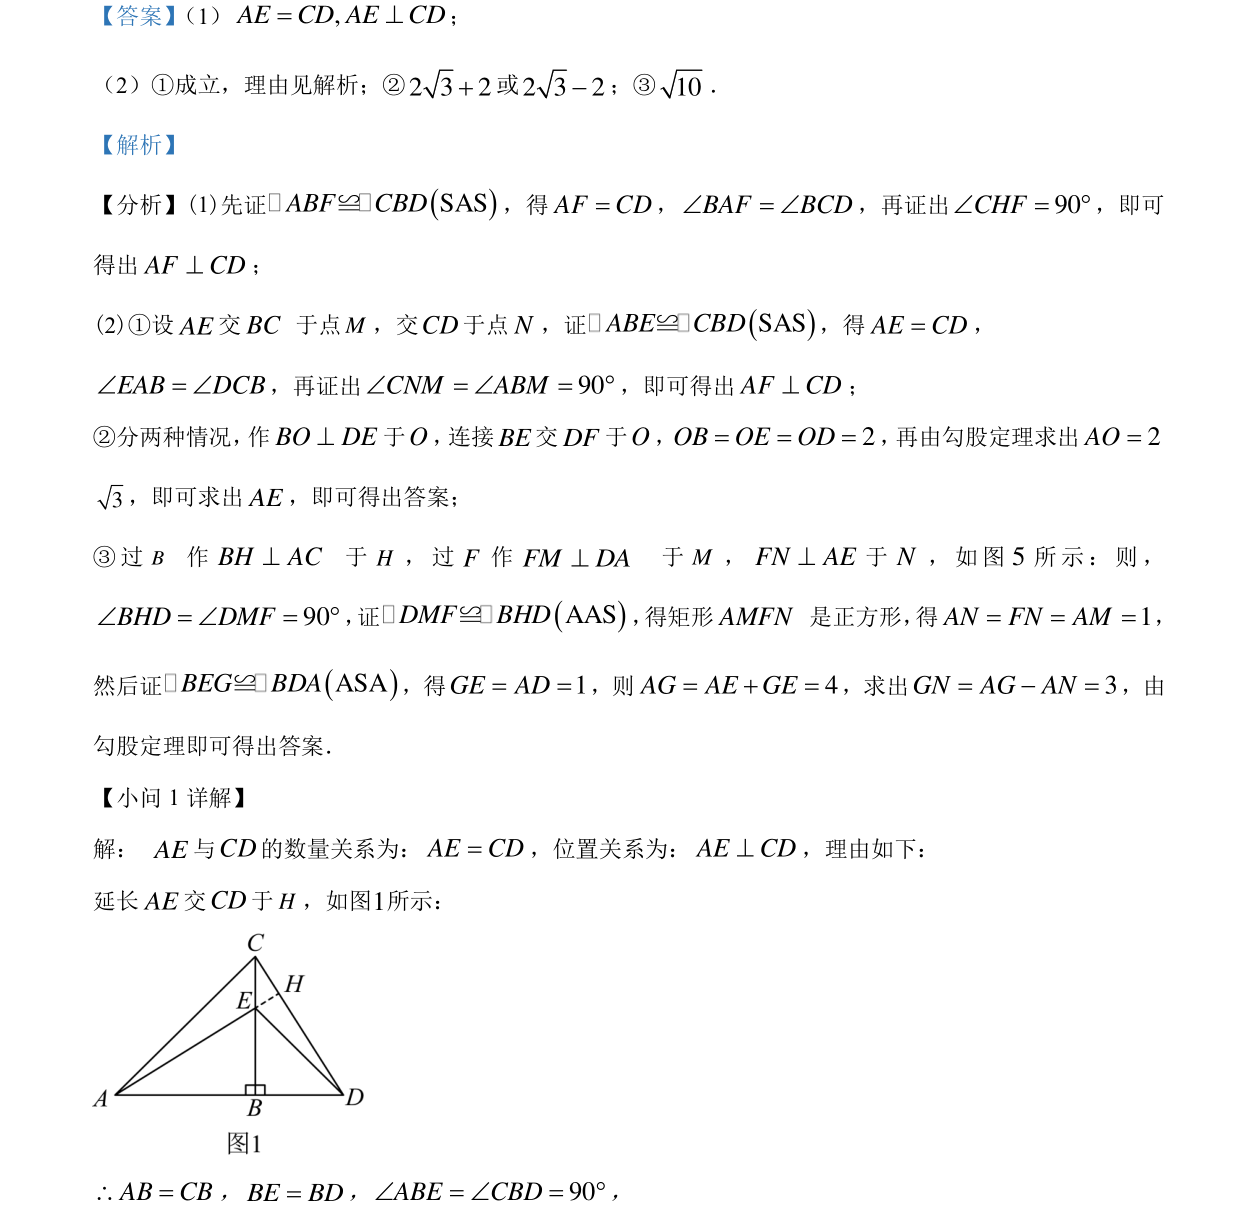 【答案】（1） AE = CD, AE ⊥ CD；
（2）①成立，理由见解析；②2√3 + 2或2√3 − 2；③√10．
【解析】
【分析】(1)先证□ ABF≌□ CBD(SAS)，得 AF = CD，∠BAF = ∠BCD，再证出∠CHF = 90°，即可
得出 AF ⊥ CD；
(2)①设 AE 交 BC 于点 M，交 CD 于点 N，证□ ABE≌□ CBD(SAS)，得 AE = CD，
∠EAB = ∠DCB，再证出∠CNM = ∠ABM = 90°，即可得出 AF ⊥ CD；
②分两种情况，作 BO ⊥ DE 于 O，连接 BE 交 DF 于 O，OB = OE = OD = 2，再由勾股定理求出 AO = 2
√3，即可求出 AE，即可得出答案；
③过 B 作 BH ⊥ AC 于 H，过 F 作 FM ⊥ DA 于 M，FN ⊥ AE 于 N，如图 5 所示：则，
∠BHD = ∠DMF = 90°，证□ DMF≌□ BHD(AAS)，得矩形 AMFN 是正方形，得 AN = FN = AM = 1，
然后证□ BEG≌□ BDA(ASA)，得 GE = AD = 1，则 AG = AE + GE = 4，求出 GN = AG − AN = 3，由
勾股定理即可得出答案．
【小问 1 详解】
解： AE 与 CD 的数量关系为：AE = CD，位置关系为：AE ⊥ CD，理由如下：
延长 AE 交 CD 于 H，如图1所示：
C
H
E
A
B
D
图1
∴ AB = CB，BE = BD，∠ABE = ∠CBD = 90°，